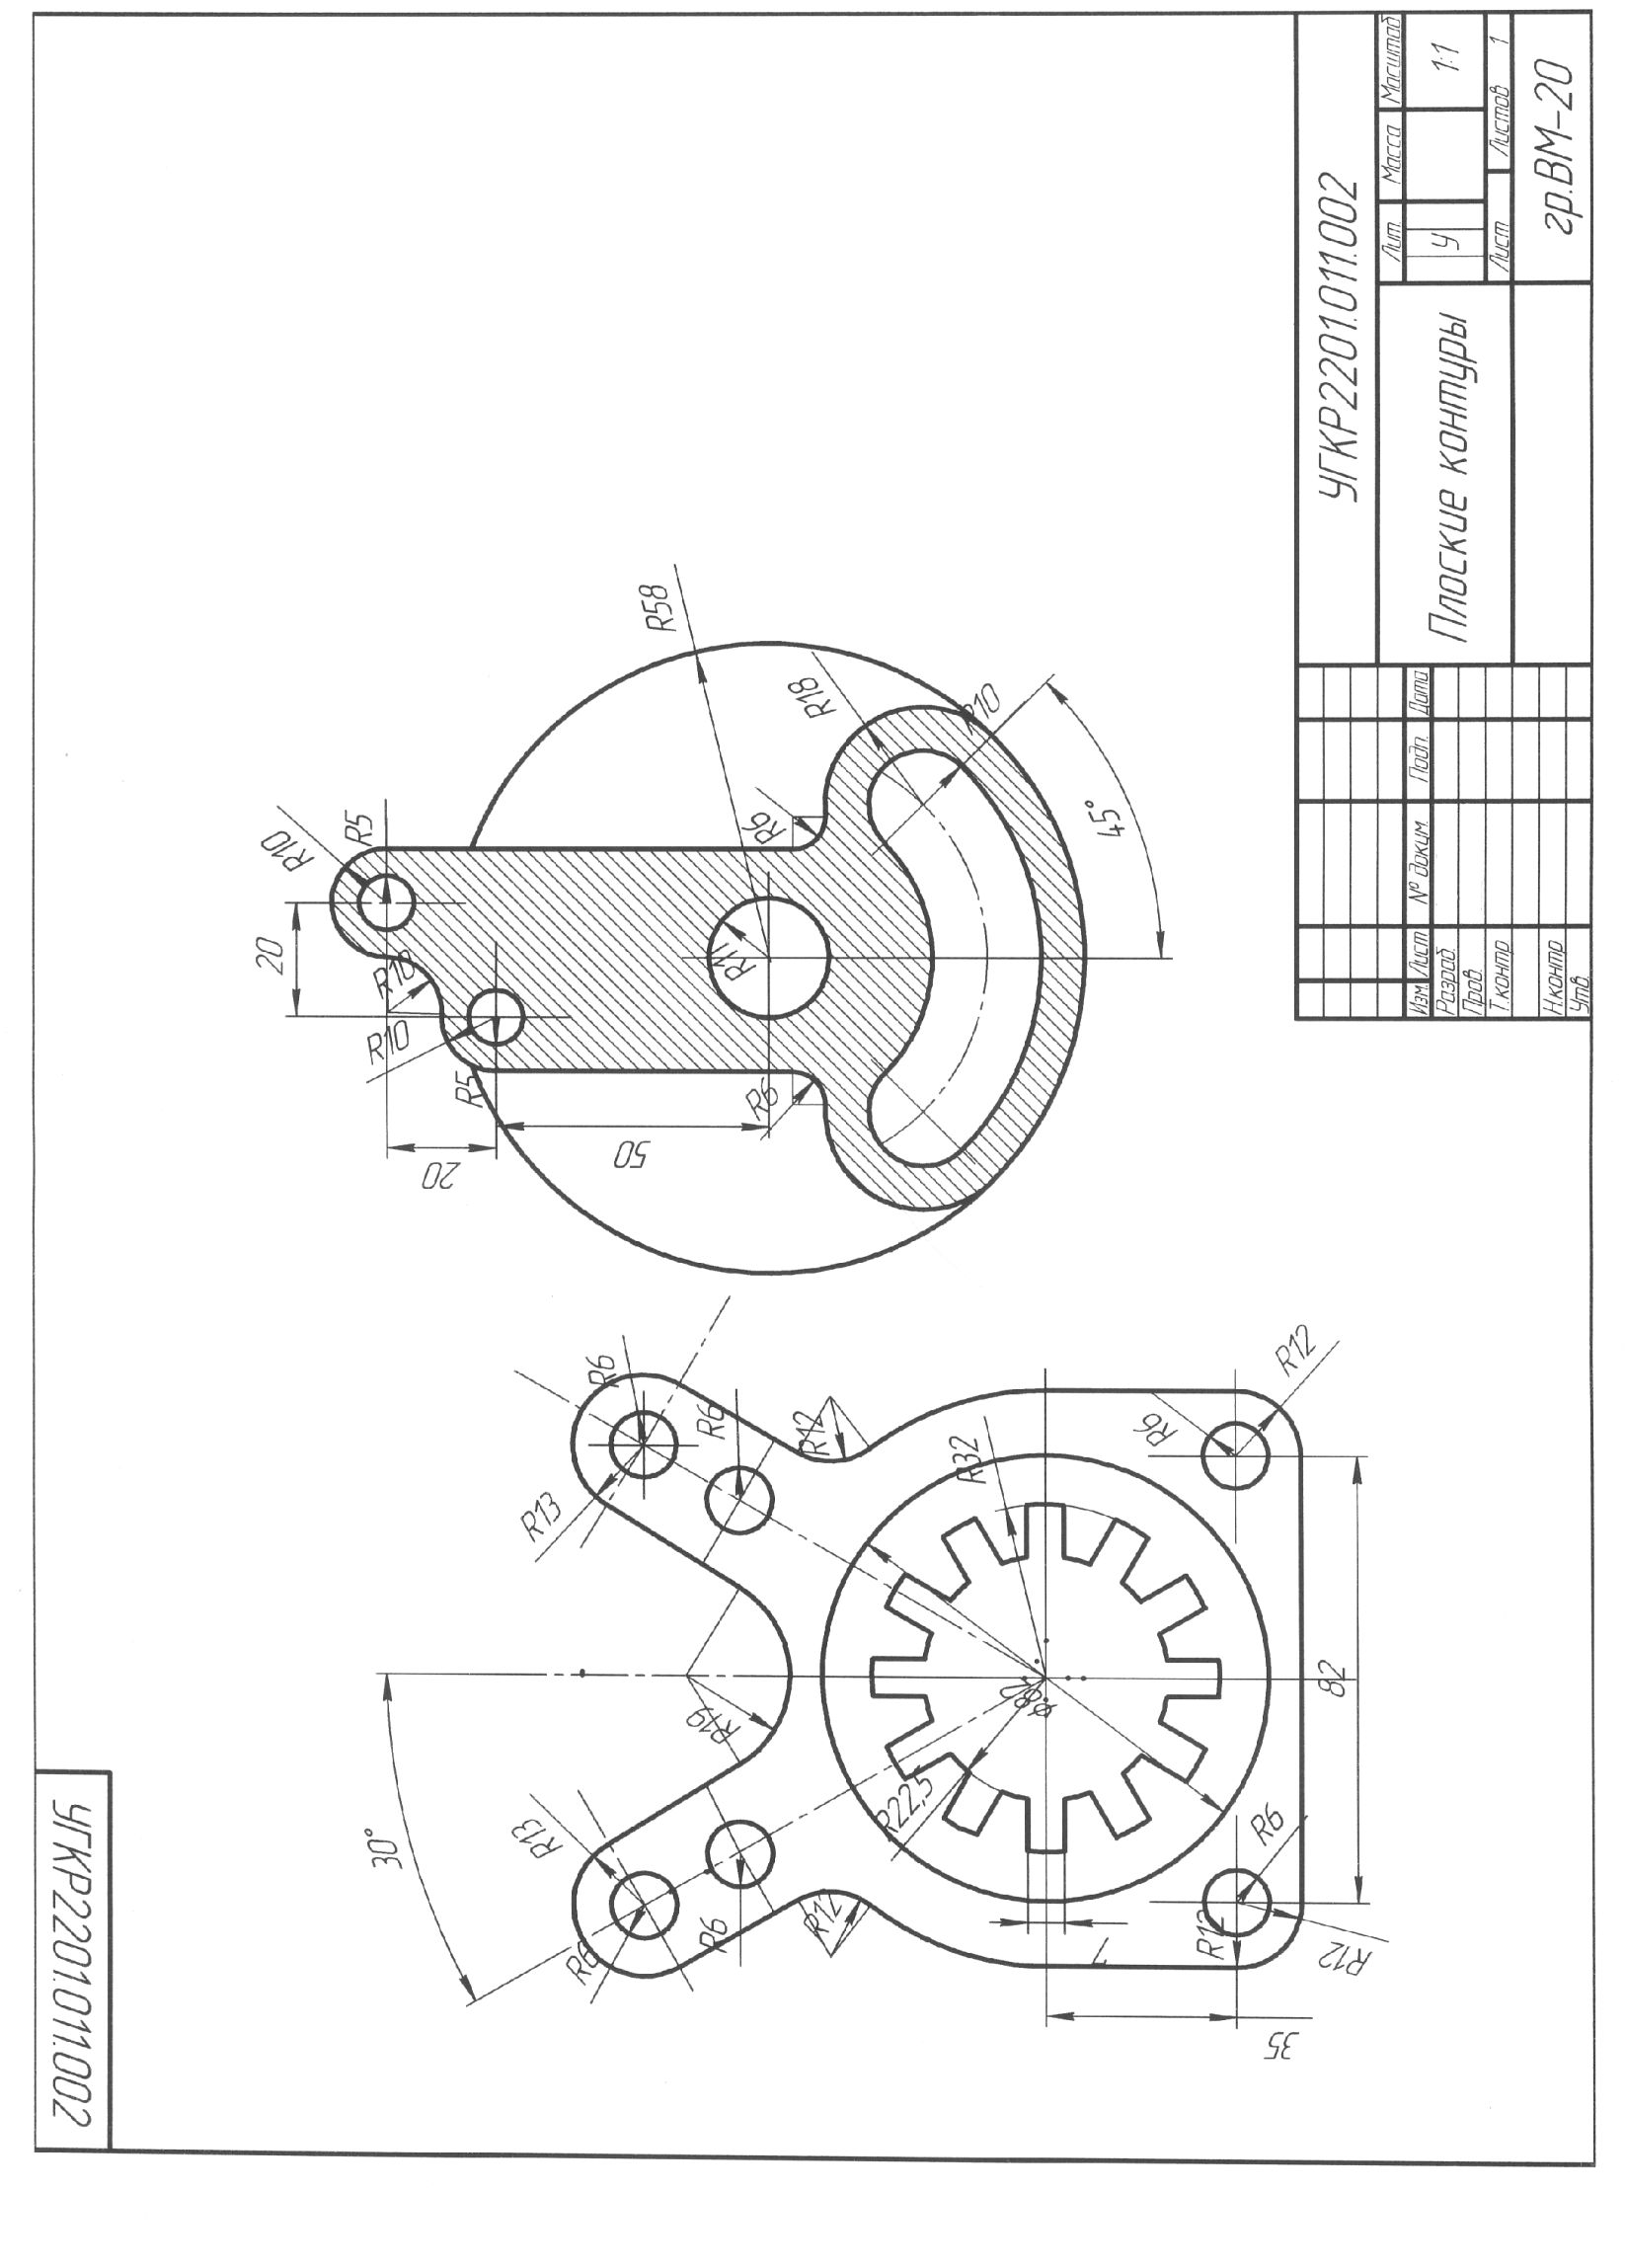 УГКР2201.011.002
30°
R13
R6
R6
R19
R13
R6
R6
R12
R12
R32
R22,5
R6
R12
R6
R12
R12
82
7
35
20
R10
R5
R10
R10
R5
20
50
R11
R58
R18
R10
R6
R6
45°
УГКР2201.011.002
Изм. Лист № докум. Подп. Дата
Разраб.
Пров.
Т.контр
Н.контр
Утв.
Плоские контуры
Лит. Масса Масштаб
У 1:1
Лист Листов 1
гр.ВМ-20